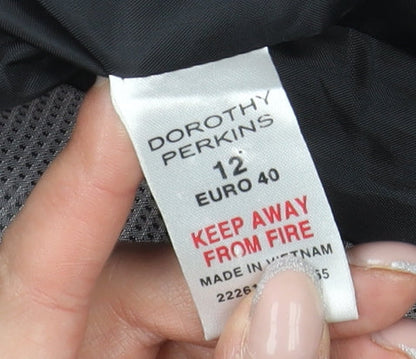 DOROTHY
PERKINS
12
EURO 40
KEEP AWAY
FROM FIRE
MADE IN VIETNAM